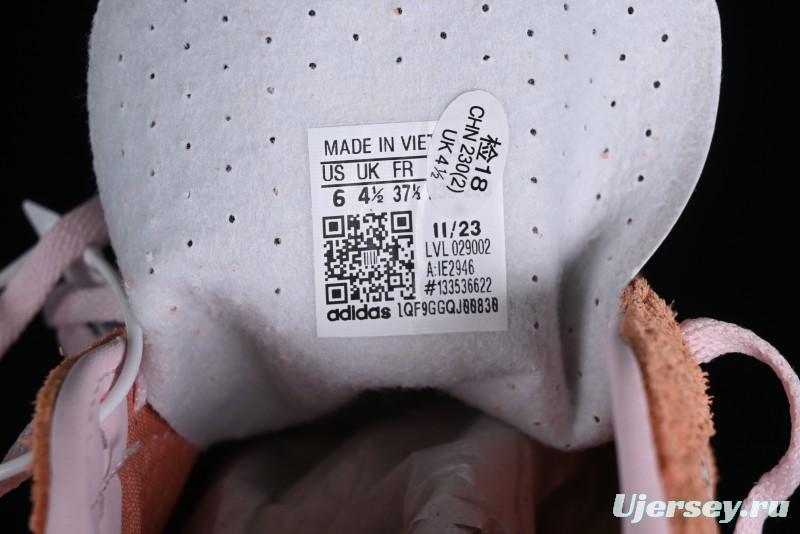 MADE IN VIET
US UK FR
6 4½ 37⅓
11/23
LVL 029002
A:IE2946
#133536622
adidas 1QF9GGQJ00830
检18
CHN 230(2)
UK 4½
Ujersey.ru